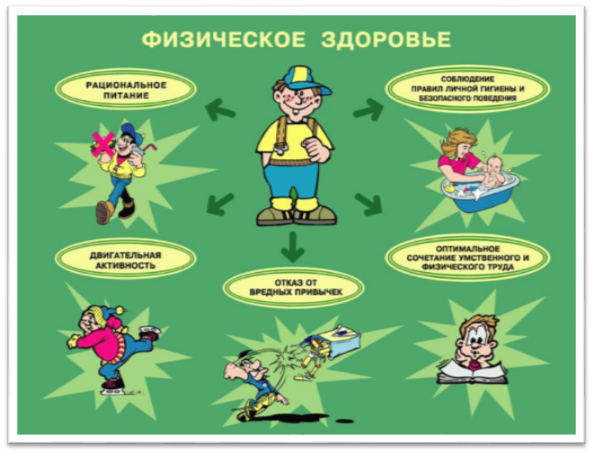 ФИЗИЧЕСКОЕ ЗДОРОВЬЕ
РАЦИОНАЛЬНОЕ
ПИТАНИЕ
СОБЛЮДЕНИЕ
ПРАВИЛ ЛИЧНОЙ ГИГИЕНЫ И
БЕЗОПАСНОГО ПОВЕДЕНИЯ
ДВИГАТЕЛЬНАЯ
АКТИВНОСТЬ
ОТКАЗ ОТ
ВРЕДНЫХ ПРИВЫЧЕК
ОПТИМАЛЬНОЕ
СОЧЕТАНИЕ УМСТВЕННОГО И
ФИЗИЧЕСКОГО ТРУДА